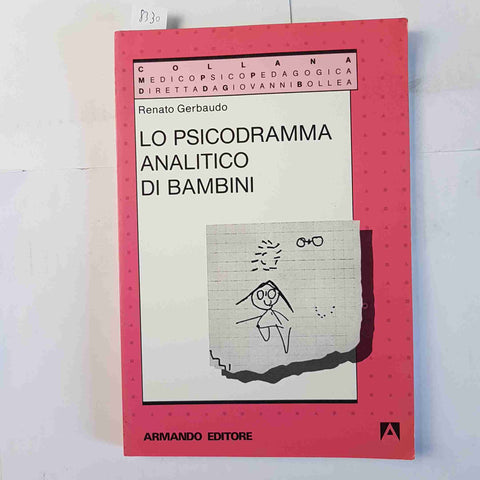 8330
COLLANA
MEDICOPSICOPEDAGOGICA
DIRETTADAGIOVANNIBOLLEA
Renato Gerbaudo
LO PSICODRAMMA
ANALITICO
DI BAMBINI
ARMANDO EDITORE